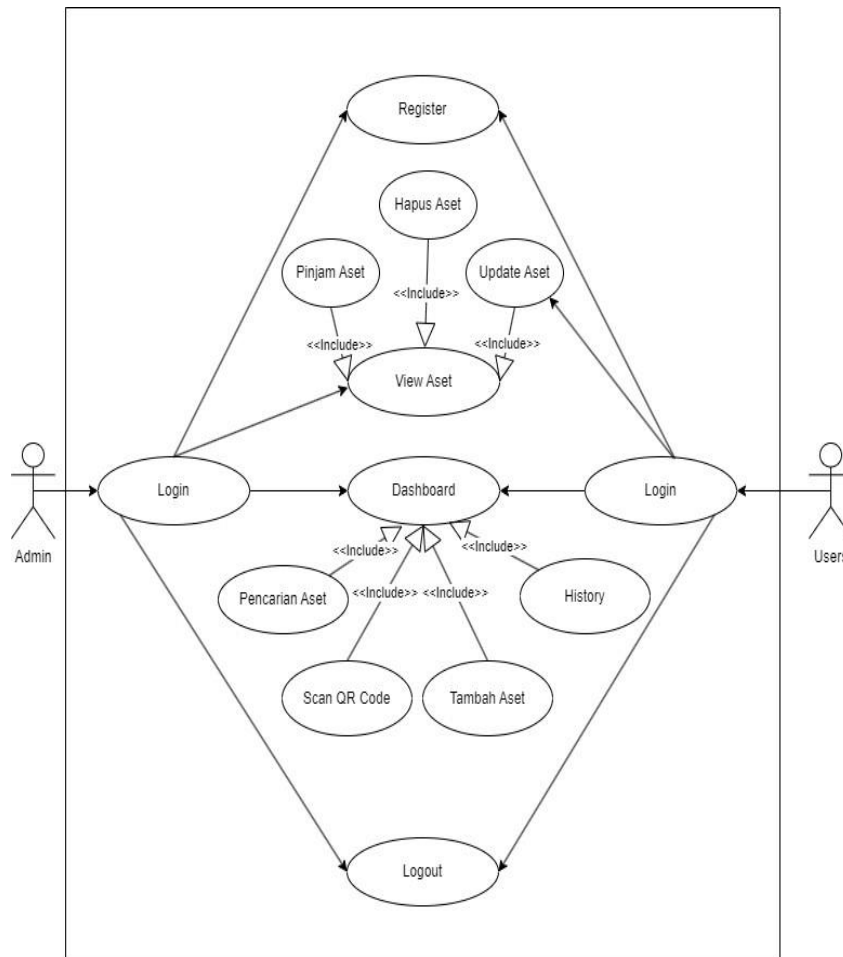 Register
Hapus Aset
Pinjam Aset
Update Aset
<<Include>>
<<Include>>
<<Include>>
View Aset
Login
Dashboard
Login
Admin
Users
<<Include>>
<<Include>>
Pencarian Aset
<<Include>>
<<Include>>
History
Scan QR Code
Tambah Aset
Logout